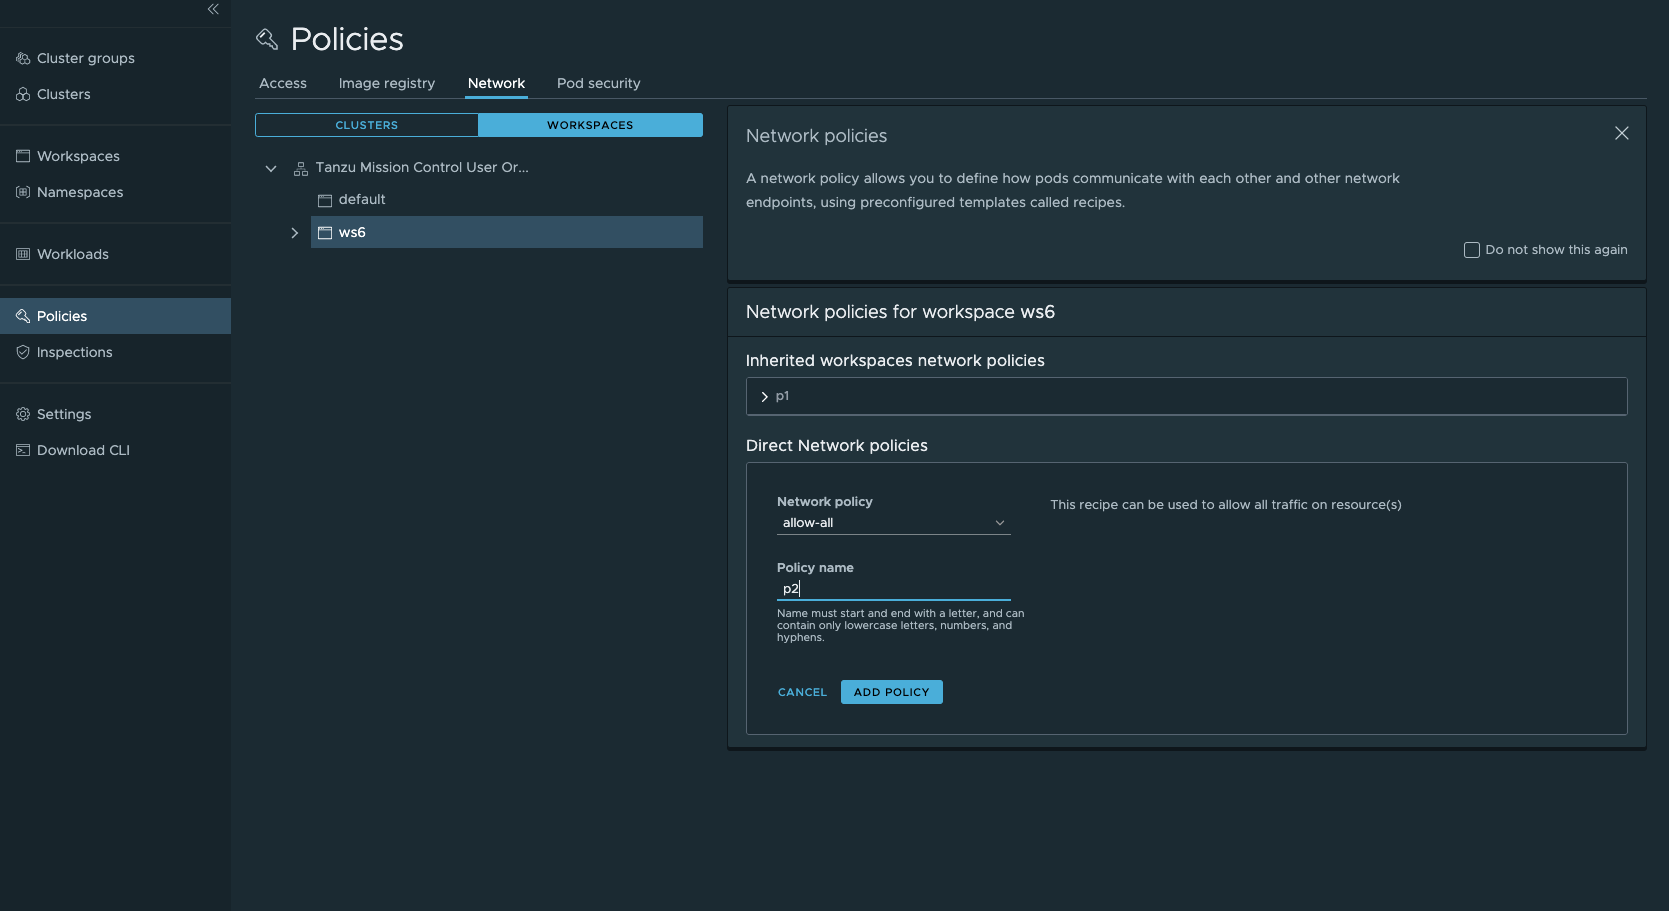 Cluster groups
Clusters
Workspaces
Namespaces
Workloads
Policies
Inspections
Settings
Download CLI
Policies
Access
Image registry
Network
Pod security
CLUSTERS
WORKSPACES
Tanzu Mission Control User Or...
default
ws6
Network policies
A network policy allows you to define how pods communicate with each other and other network
endpoints, using preconfigured templates called recipes.
Do not show this again
Network policies for workspace ws6
Inherited workspaces network policies
p1
Direct Network policies
Network policy
allow-all
This recipe can be used to allow all traffic on resource(s)
Policy name
p2
Name must start and end with a letter, and can
contain only lowercase letters, numbers, and
hyphens.
CANCEL
ADD POLICY